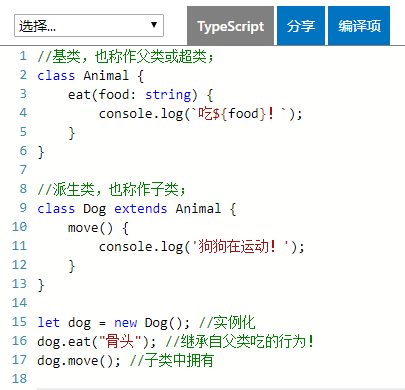 选择... TypeScript 分享 编译项
1 //基类，也称作父类或超类；
2 class Animal {
3     eat(food: string) {
4         console.log(`吃${food}！`);
5     }
6 }
7
8 //派生类，也称作子类；
9 class Dog extends Animal {
10     move() {
11         console.log('狗狗在运动！');
12     }
13 }
14
15 let dog = new Dog(); //实例化
16 dog.eat("骨头"); //继承自父类吃的行为！
17 dog.move(); //子类中拥有
18